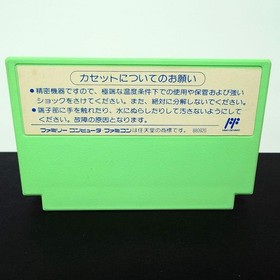 カセットについてのお願い
●精密機器ですので、極端な温度条件下での使用や保管および強い
ショックをさけてください。また、絶対に分解しないでください。
●端子部に手を触れたり、水にぬらしたりして汚さないようにしてく
ださい。故障の原因となります。
ファミリー コンピュータ・ファミコンは任天堂の商標です。